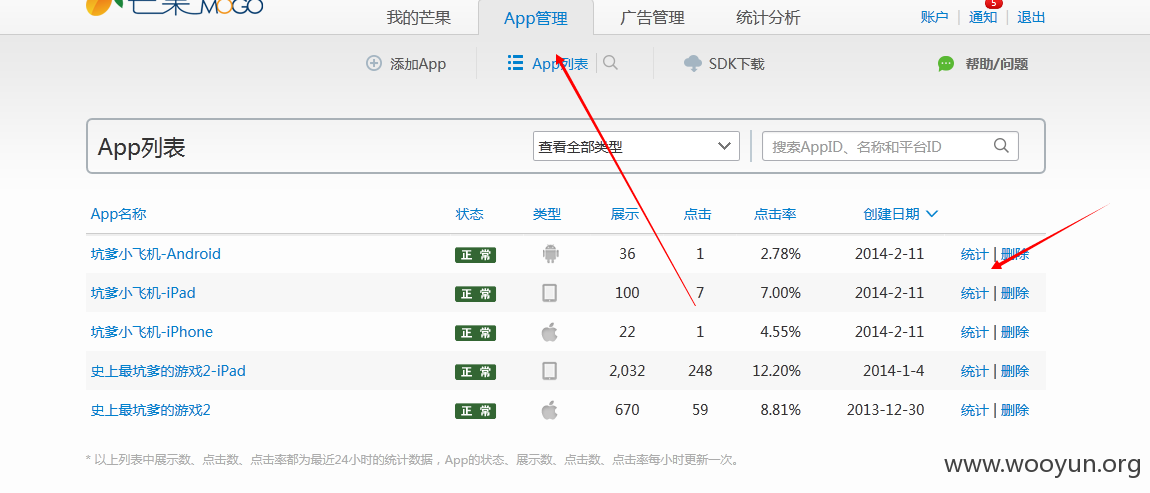 芒果 MOGO
我的芒果 App管理 广告管理 统计分析 账户 | 通知 5 | 退出
添加App App列表 SDK下载 帮助/问题
App列表 查看全部类型 搜索AppID、名称和平台ID
App名称 状态 类型 展示 点击 点击率 创建日期
坑爹小飞机-Android 正常 36 1 2.78% 2014-2-11 统计 | 删除
坑爹小飞机-iPad 正常 100 7 7.00% 2014-2-11 统计 | 删除
坑爹小飞机-iPhone 正常 22 1 4.55% 2014-2-11 统计 | 删除
史上最坑爹的游戏2-iPad 正常 2,032 248 12.20% 2014-1-4 统计 | 删除
史上最坑爹的游戏2 正常 670 59 8.81% 2013-12-30 统计 | 删除
* 以上列表中展示数、点击数、点击率都为最近24小时的统计数据，App的状态、展示数、点击数、点击率每小时更新一次。
www.wooyun.org